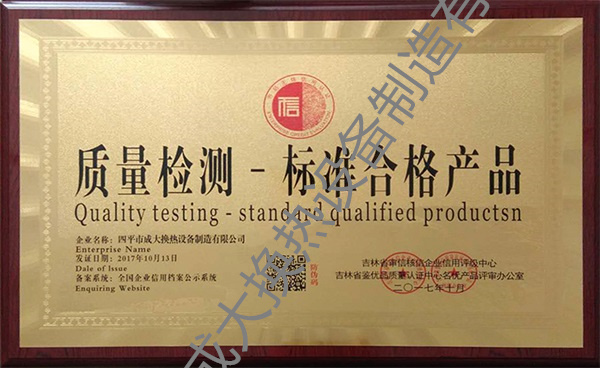 信
质量检测 - 标准合格产品
Quality testing - standard qualified productsn
企业名称：四平市成大换热设备制造有限公司
Enterprise Name
发证日期：2017年10月13日
Date of Issue
备案系统：全国企业信用档案公示系统
Enquiring Website
防伪码
吉林省审信核信企业信用评级中心
吉林省鉴优品质量认证中心名优产品评审办公室
二〇一七年十月
成大换热设备制造有